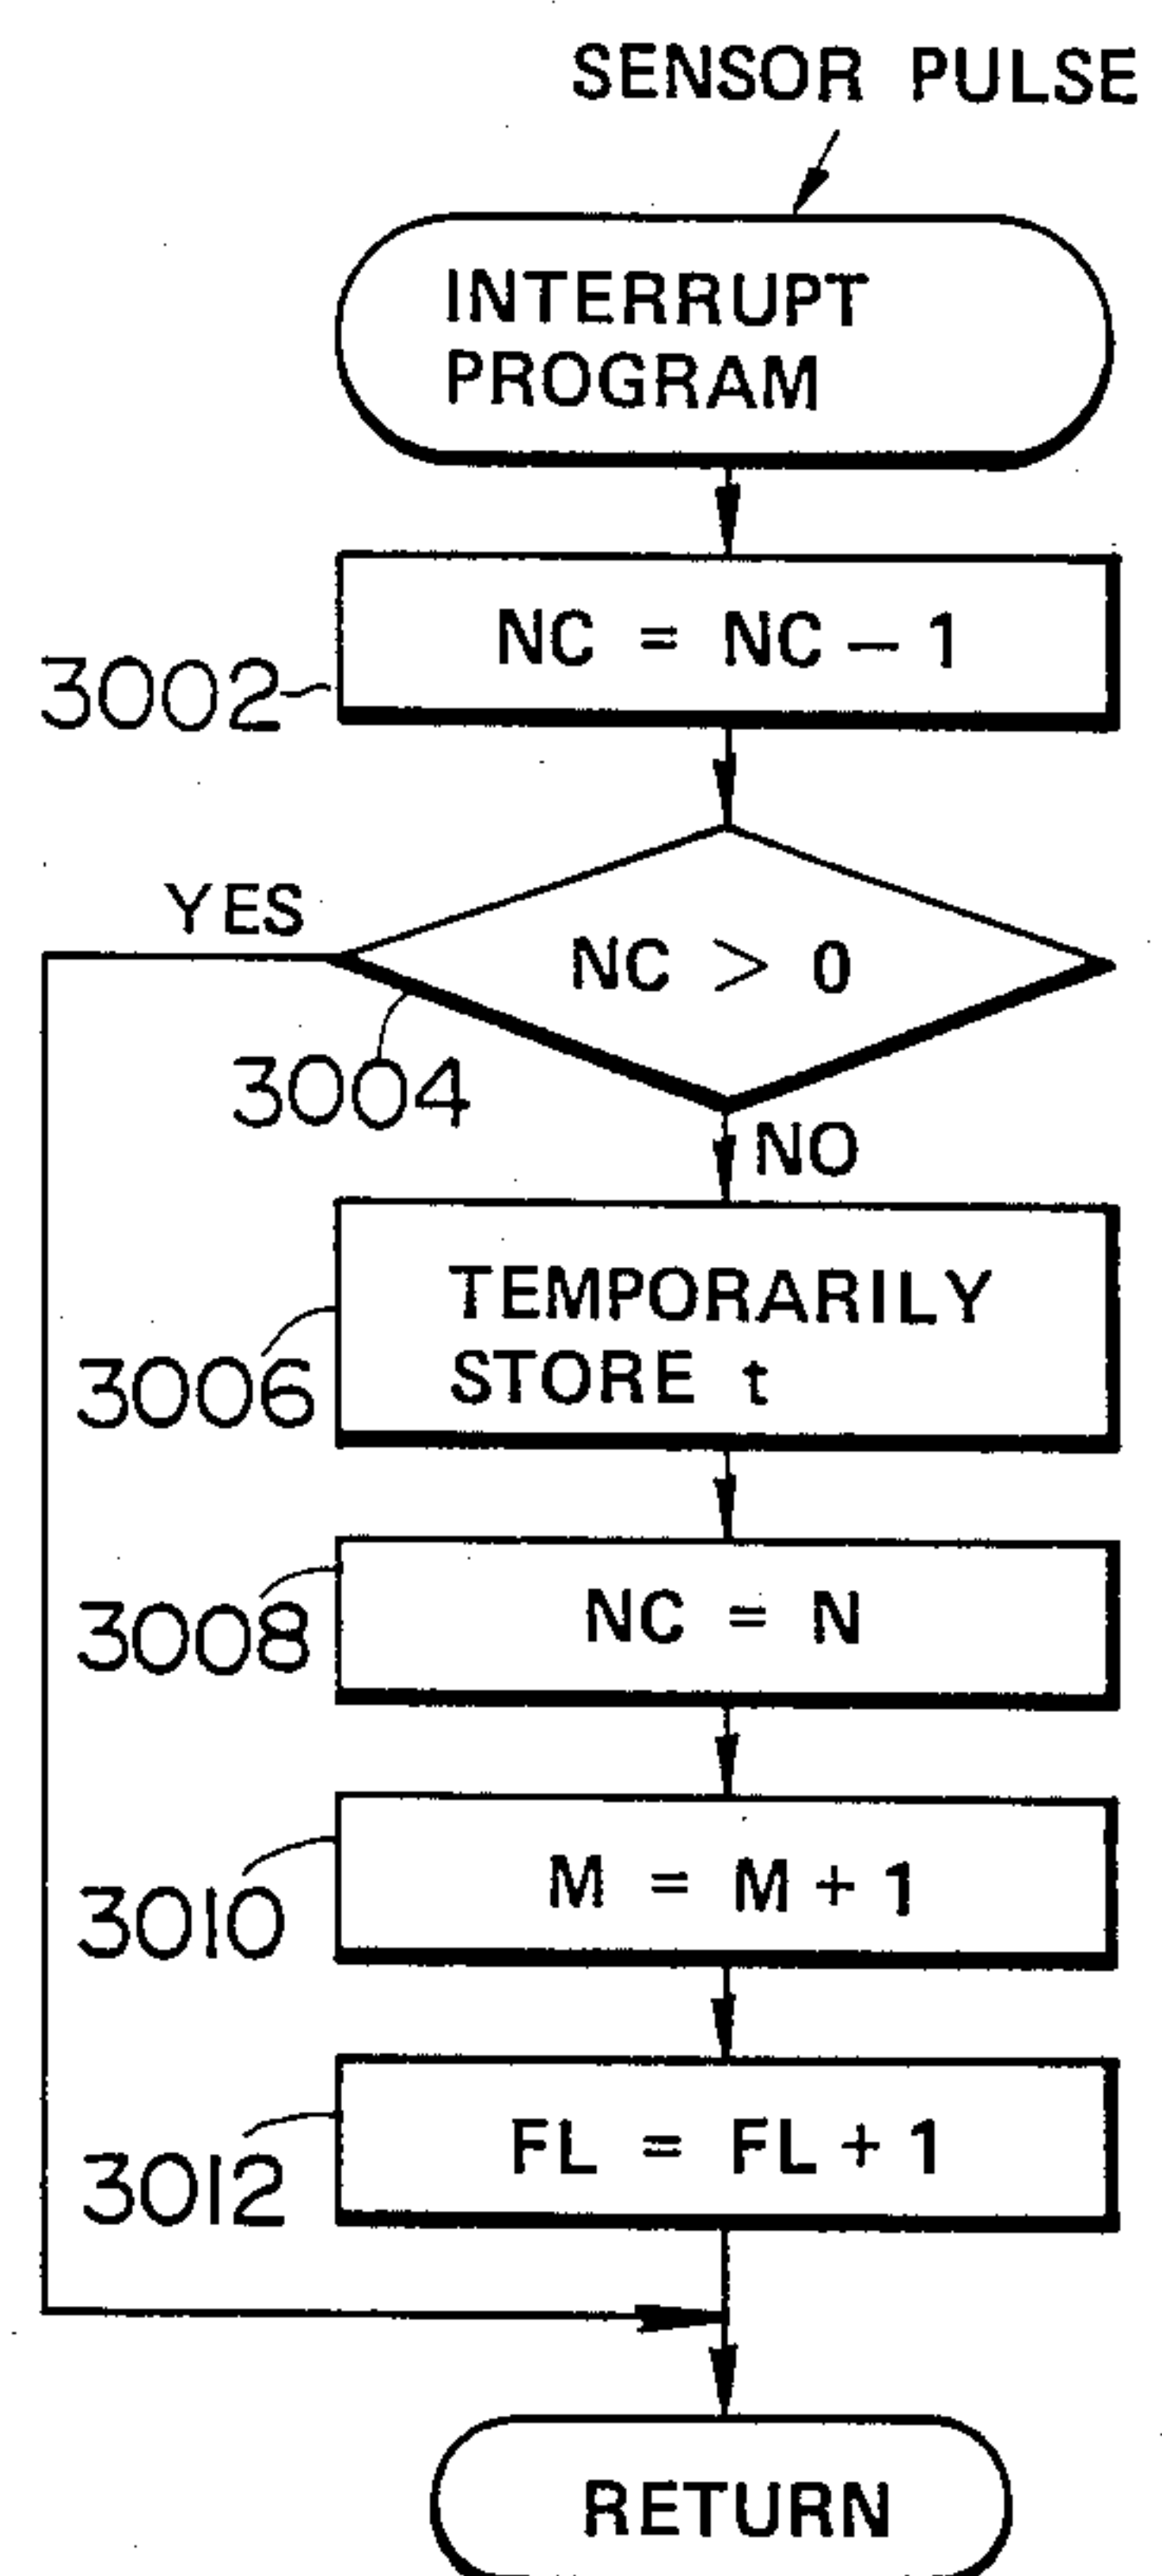 SENSOR PULSE
INTERRUPT
PROGRAM
NC = NC - 1
3002
YES
NC > 0
3004
NO
TEMPORARILY
STORE t
3006
NC = N
3008
M = M + 1
3010
FL = FL + 1
3012
RETURN